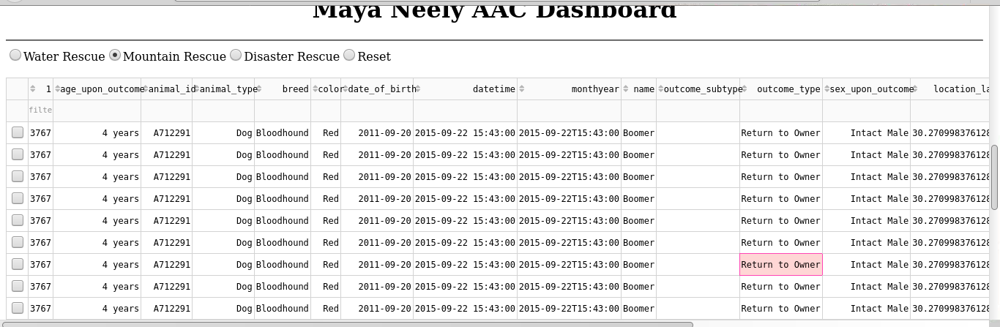 Maya Neely AAC Dashboard
Water Rescue Mountain Rescue Disaster Rescue Reset
1 age_upon_outcome animal_id animal_type breed color date_of_birth datetime monthyear name outcome_subtype outcome_type sex_upon_outcome location_la
filte
3767 4 years A712291 Dog Bloodhound Red 2011-09-20 2015-09-22 15:43:00 2015-09-22T15:43:00 Boomer Return to Owner Intact Male 30.270998376128
3767 4 years A712291 Dog Bloodhound Red 2011-09-20 2015-09-22 15:43:00 2015-09-22T15:43:00 Boomer Return to Owner Intact Male 30.270998376128
3767 4 years A712291 Dog Bloodhound Red 2011-09-20 2015-09-22 15:43:00 2015-09-22T15:43:00 Boomer Return to Owner Intact Male 30.270998376128
3767 4 years A712291 Dog Bloodhound Red 2011-09-20 2015-09-22 15:43:00 2015-09-22T15:43:00 Boomer Return to Owner Intact Male 30.270998376128
3767 4 years A712291 Dog Bloodhound Red 2011-09-20 2015-09-22 15:43:00 2015-09-22T15:43:00 Boomer Return to Owner Intact Male 30.270998376128
3767 4 years A712291 Dog Bloodhound Red 2011-09-20 2015-09-22 15:43:00 2015-09-22T15:43:00 Boomer Return to Owner Intact Male 30.270998376128
3767 4 years A712291 Dog Bloodhound Red 2011-09-20 2015-09-22 15:43:00 2015-09-22T15:43:00 Boomer Return to Owner Intact Male 30.270998376128
3767 4 years A712291 Dog Bloodhound Red 2011-09-20 2015-09-22 15:43:00 2015-09-22T15:43:00 Boomer Return to Owner Intact Male 30.270998376128
3767 4 years A712291 Dog Bloodhound Red 2011-09-20 2015-09-22 15:43:00 2015-09-22T15:43:00 Boomer Return to Owner Intact Male 30.270998376128